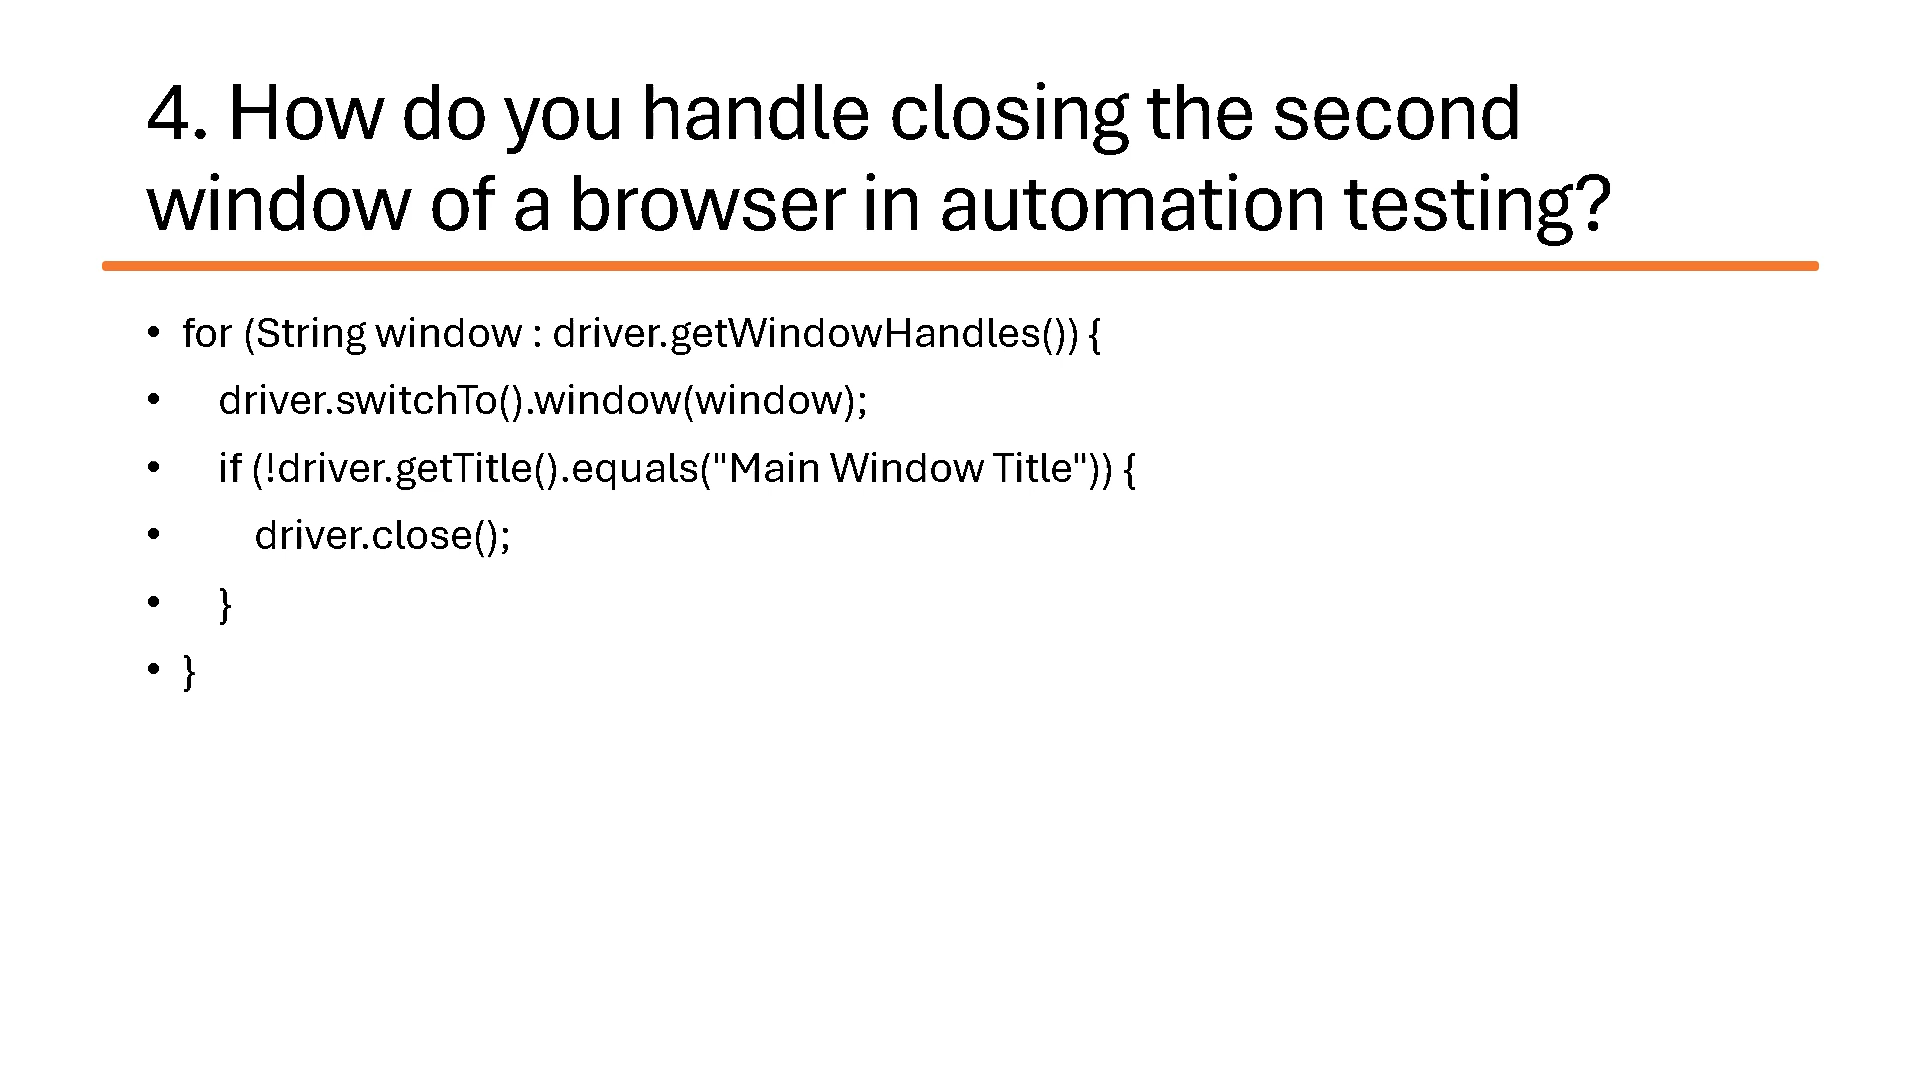 4. How do you handle closing the second
window of a browser in automation testing?
• for (String window : driver.getWindowHandles()) {
•    driver.switchTo().window(window);
•    if (!driver.getTitle().equals("Main Window Title")) {
•       driver.close();
•    }
• }